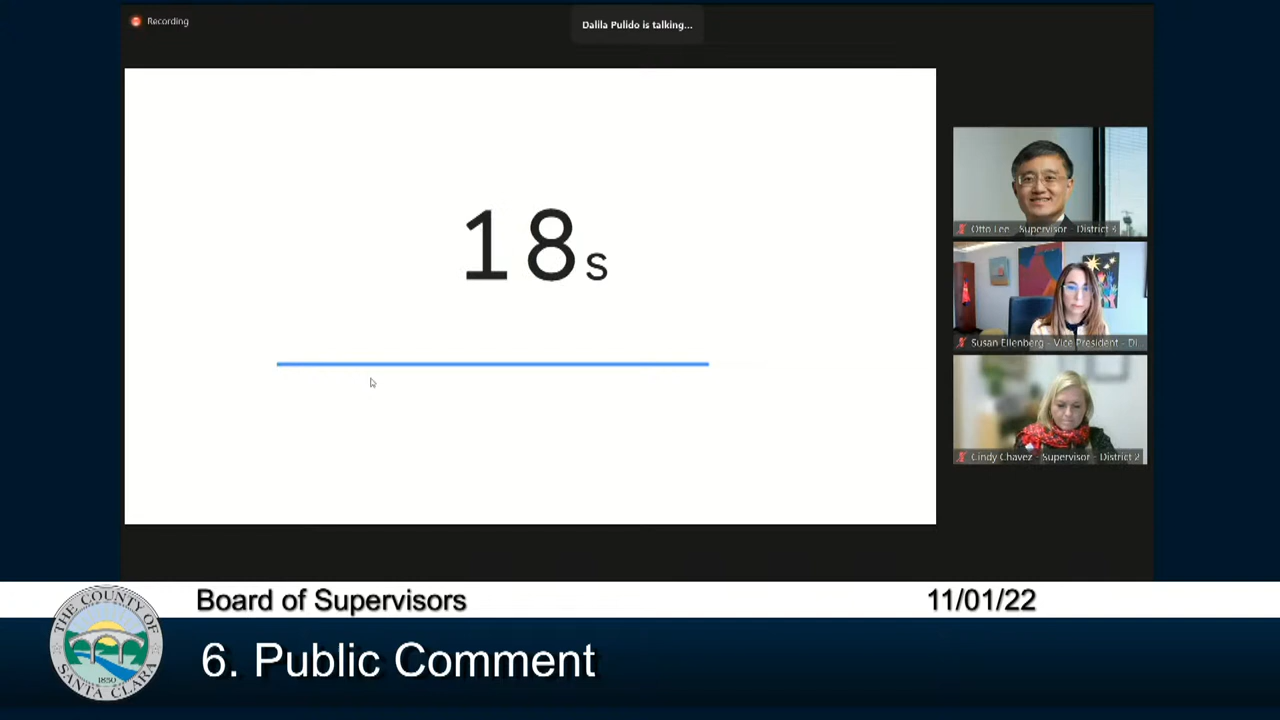 Recording
Dalila Pulido is talking...
18s
Otto Lee - Supervisor - District 3
Susan Ellenberg - Vice President - Di...
Cindy Chavez - Supervisor - District 2
Board of Supervisors
11/01/22
THE COUNTY OF SANTA CLARA
1850
6. Public Comment